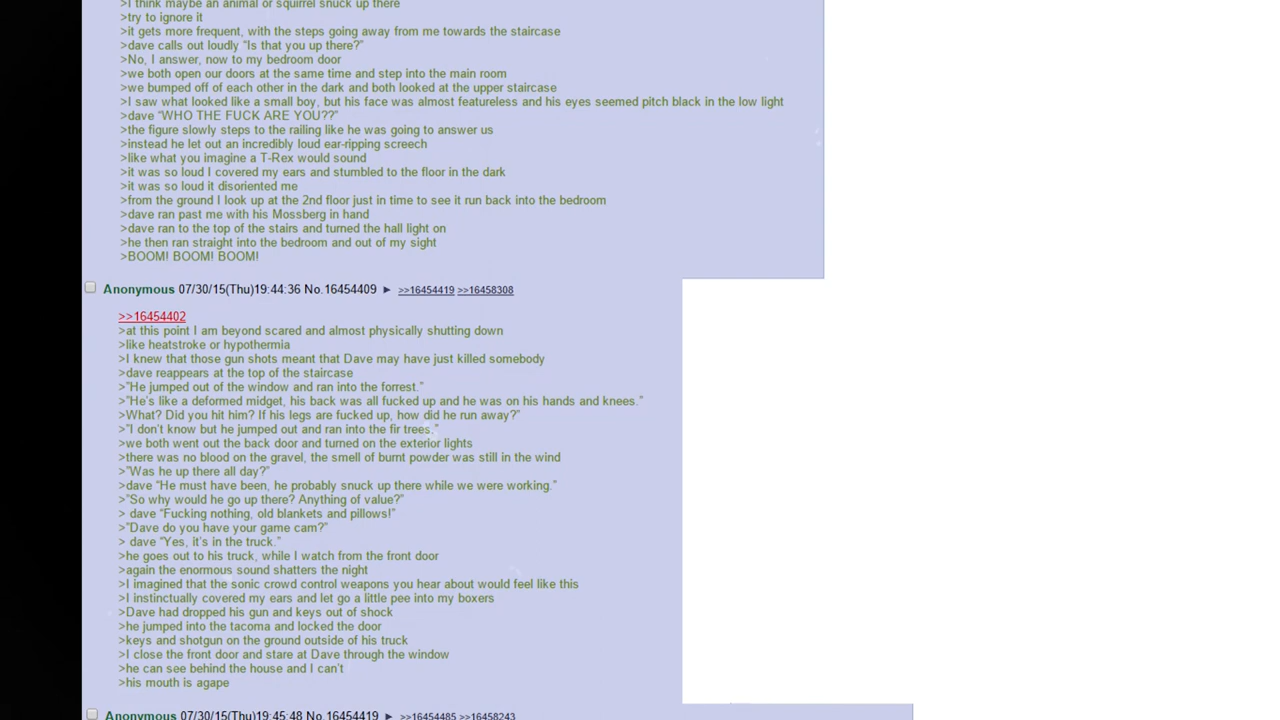 >I think maybe an animal or squirrel snuck up there
>try to ignore it
>it gets more frequent, with the steps going away from me towards the staircase
>dave calls out loudly “Is that you up there?”
>No, I answer, now to my bedroom door
>we both open our doors at the same time and step into the main room
>we bumped off of each other in the dark and both looked at the upper staircase
>I saw what looked like a small boy, but his face was almost featureless and his eyes seemed pitch black in the low light
>dave “WHO THE FUCK ARE YOU??”
>the figure slowly steps to the railing like he was going to answer us
>instead he let out an incredibly loud ear-ripping screech
>like what you imagine a T-Rex would sound
>it was so loud I covered my ears and stumbled to the floor in the dark
>it was so loud it disoriented me
>from the ground I look up at the 2nd floor just in time to see it run back into the bedroom
>dave ran past me with his Mossberg in hand
>dave ran to the top of the stairs and turned the hall light on
>he then ran straight into the bedroom and out of my sight
>BOOM! BOOM! BOOM!
Anonymous 07/30/15(Thu)19:44:36 No.16454409 ► >>16454419 >>16458308
>>16454402
>at this point I am beyond scared and almost physically shutting down
>like heatstroke or hypothermia
>I knew that those gun shots meant that Dave may have just killed somebody
>dave reappears at the top of the staircase
>”He jumped out of the window and ran into the forrest.”
>”He’s like a deformed midget, his back was all fucked up and he was on his hands and knees.”
>What? Did you hit him? If his legs are fucked up, how did he run away?”
>”I don’t know but he jumped out and ran into the fir trees.”
>we both went out the back door and turned on the exterior lights
>there was no blood on the gravel, the smell of burnt powder was still in the wind
>”Was he up there all day?”
>dave “He must have been, he probably snuck up there while we were working.”
>”So why would he go up there? Anything of value?”
> dave “Fucking nothing, old blankets and pillows!”
>”Dave do you have your game cam?”
> dave “Yes, it’s in the truck.”
>he goes out to his truck, while I watch from the front door
>again the enormous sound shatters the night
>I imagined that the sonic crowd control weapons you hear about would feel like this
>I instinctually covered my ears and let go a little pee into my boxers
>Dave had dropped his gun and keys out of shock
>he jumped into the tacoma and locked the door
>keys and shotgun on the ground outside of his truck
>I close the front door and stare at Dave through the window
>he can see behind the house and I can’t
>his mouth is agape
Anonymous 07/30/15(Thu)19:45:48 No.16454419 ► >>16454485 >>16458243